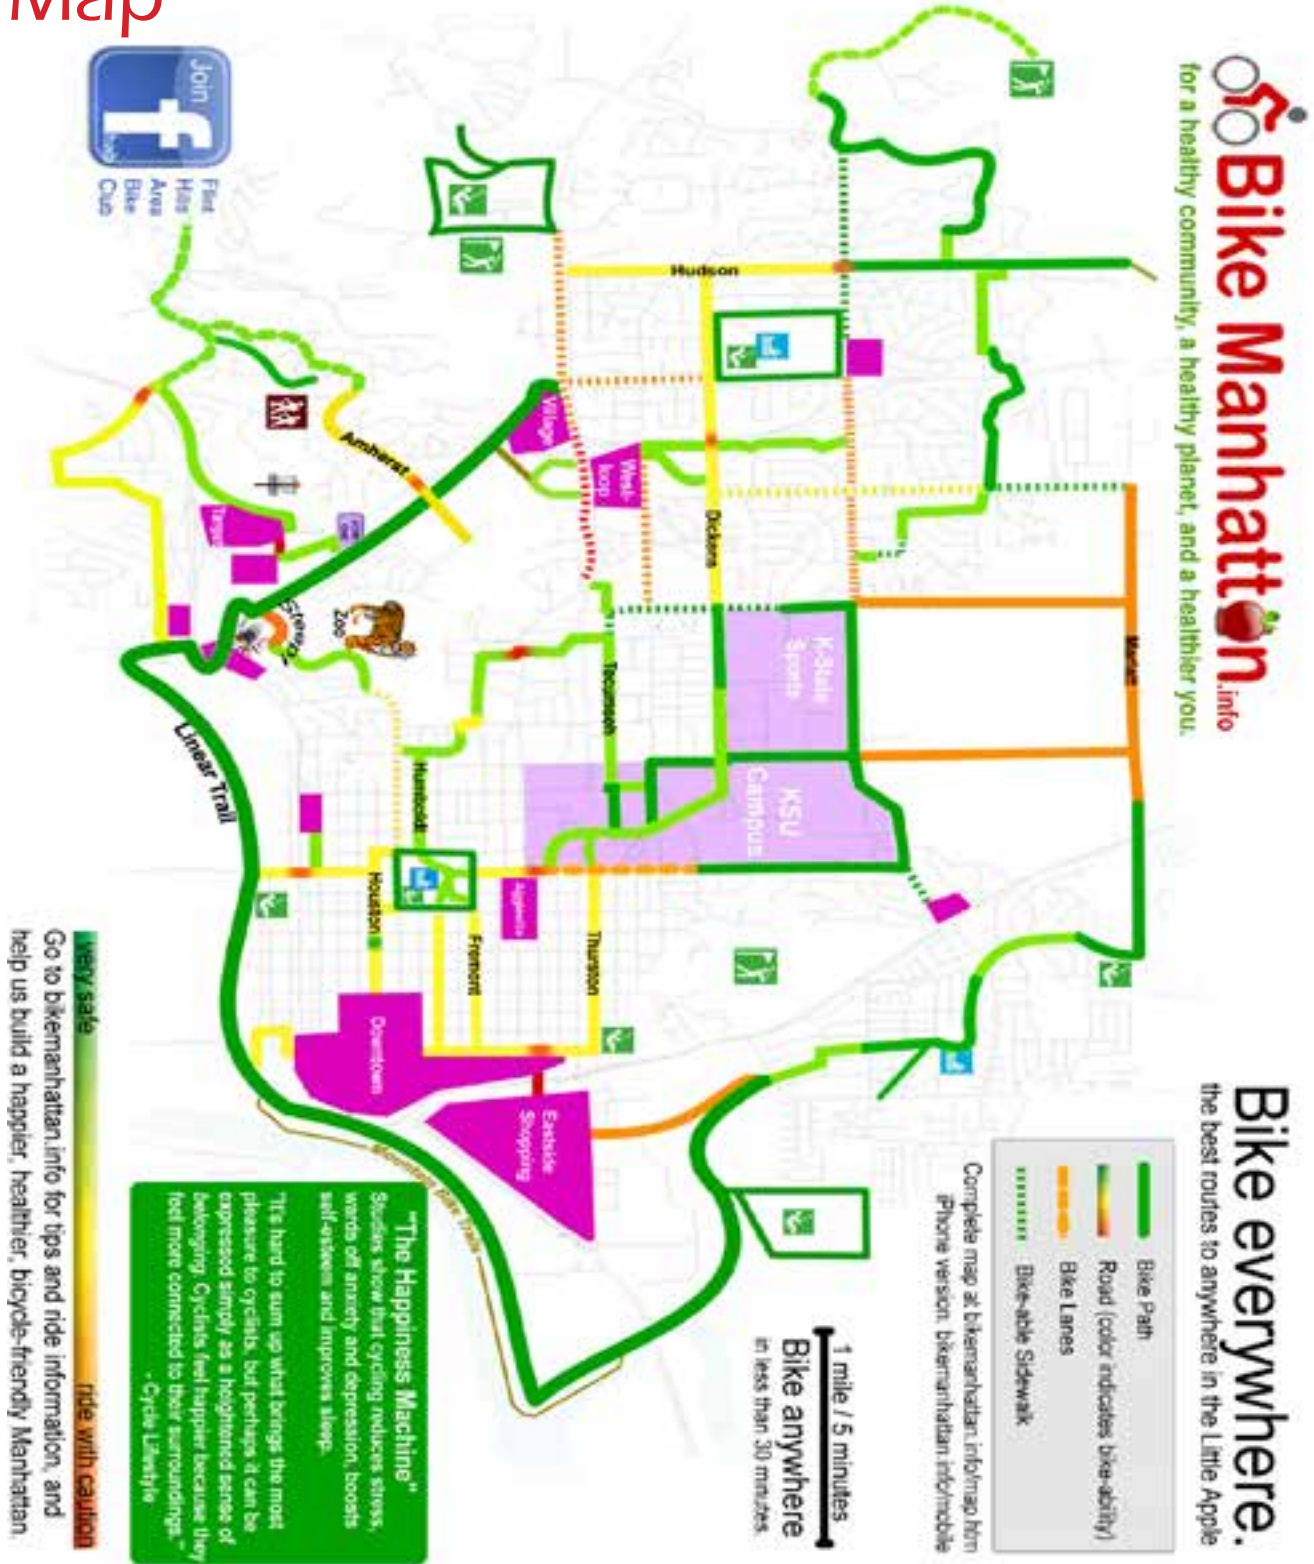 Map
Bike Manhattan.info
for a healthy community, a healthy planet, and a healthier you.
Bike everywhere.
the best routes to anywhere in the Little Apple
Bike Path
Road (color indicates bike-ability)
Bike Lanes
Bike-able Sidewalk
Complete map at bikemanhattan.info/map.htm
iPhone version: bikemanhattan.info/mobile
1 mile / 5 minutes
Bike anywhere
in less than 30 minutes.
Marlatt
K-State
Sports
KSU
Campus
Hudson
Dickens
West-
loop
Village
Tecumseh
Thurston
Aggieville
Fremont
Humboldt
Houston
Eastside
Shopping
Downtown
Amherst
Zoo
Target
Linear Trail
Mountain Bike Trails
Join
f
Flint
Hills
Area
Bike
Club
"The Happiness Machine"
Studies show that cycling reduces stress,
wards off anxiety and depression, boosts
self-esteem and improves sleep.
"It's hard to sum up what brings the most
pleasure to cyclists, but perhaps it can be
expressed simply as a heightened sense of
belonging. Cyclists feel happier because they
feel more connected to their surroundings."
- Cycle Lifestyle
very safe
ride with caution
Go to bikemanhattan.info for tips and ride information, and
help us build a happier, healthier, bicycle-friendly Manhattan.